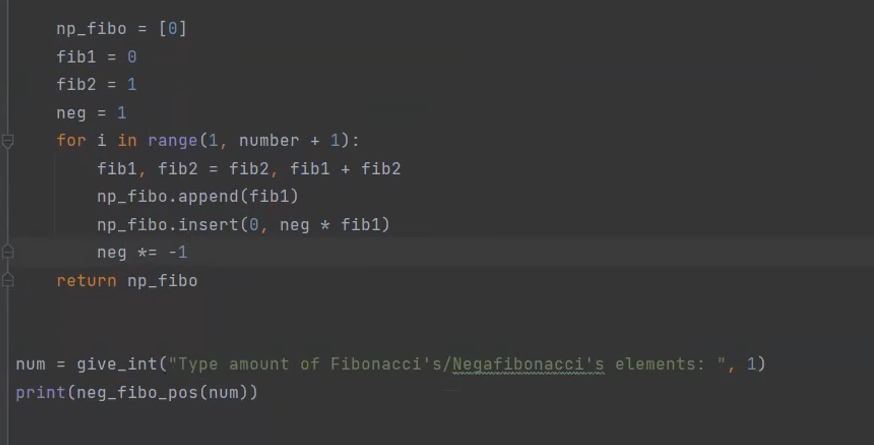 np_fibo = [0]
fib1 = 0
fib2 = 1
neg = 1
for i in range(1, number + 1):
fib1, fib2 = fib2, fib1 + fib2
np_fibo.append(fib1)
np_fibo.insert(0, neg * fib1)
neg *= -1
return np_fibo
num = give_int("Type amount of Fibonacci's/Negafibonacci's elements: ", 1)
print(neg_fibo_pos(num))